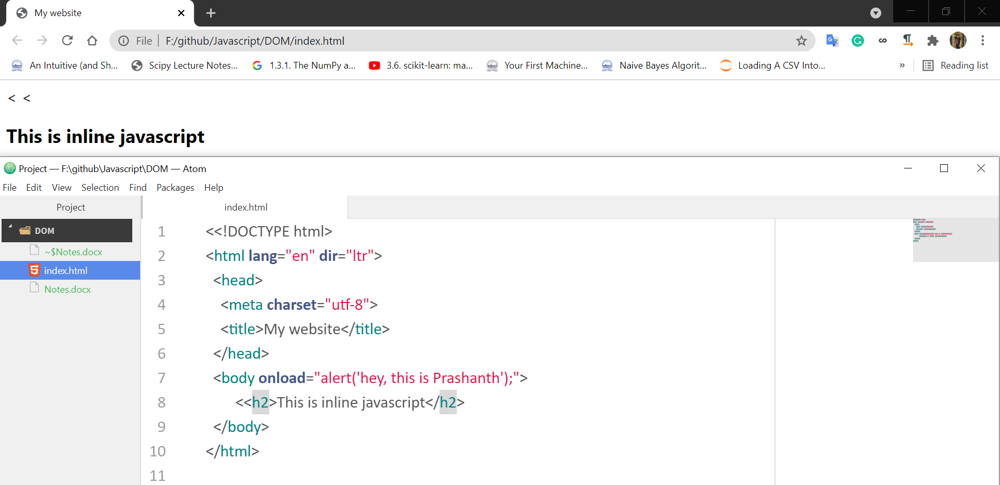 My website
File F:/github/Javascript/DOM/index.html
An Intuitive (and Sh... Scipy Lecture Notes... 1.3.1. The NumPy a... 3.6. scikit-learn: ma... Your First Machine... Naive Bayes Algorit... Loading A CSV Into... » Reading list
< <
This is inline javascript
Project — F:\github\Javascript\DOM — Atom
File Edit View Selection Find Packages Help
Project index.html
DOM
~$Notes.docx
index.html
Notes.docx
1 <<!DOCTYPE html>
2 <html lang="en" dir="ltr">
3 <head>
4 <meta charset="utf-8">
5 <title>My website</title>
6 </head>
7 <body onload="alert('hey, this is Prashanth');">
8 <<h2>This is inline javascript</h2>
9 </body>
10 </html>
11